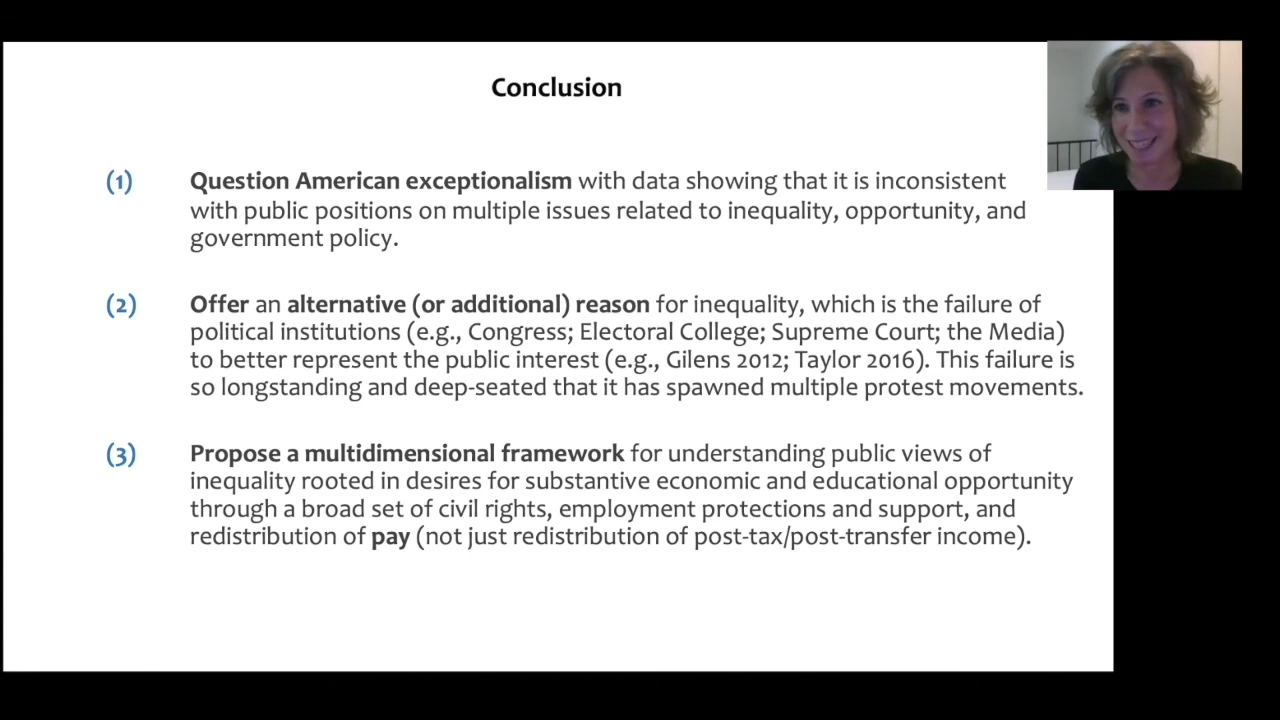 Conclusion
(1) Question American exceptionalism with data showing that it is inconsistent
with public positions on multiple issues related to inequality, opportunity, and
government policy.
(2) Offer an alternative (or additional) reason for inequality, which is the failure of
political institutions (e.g., Congress; Electoral College; Supreme Court; the Media)
to better represent the public interest (e.g., Gilens 2012; Taylor 2016). This failure is
so longstanding and deep-seated that it has spawned multiple protest movements.
(3) Propose a multidimensional framework for understanding public views of
inequality rooted in desires for substantive economic and educational opportunity
through a broad set of civil rights, employment protections and support, and
redistribution of pay (not just redistribution of post-tax/post-transfer income).